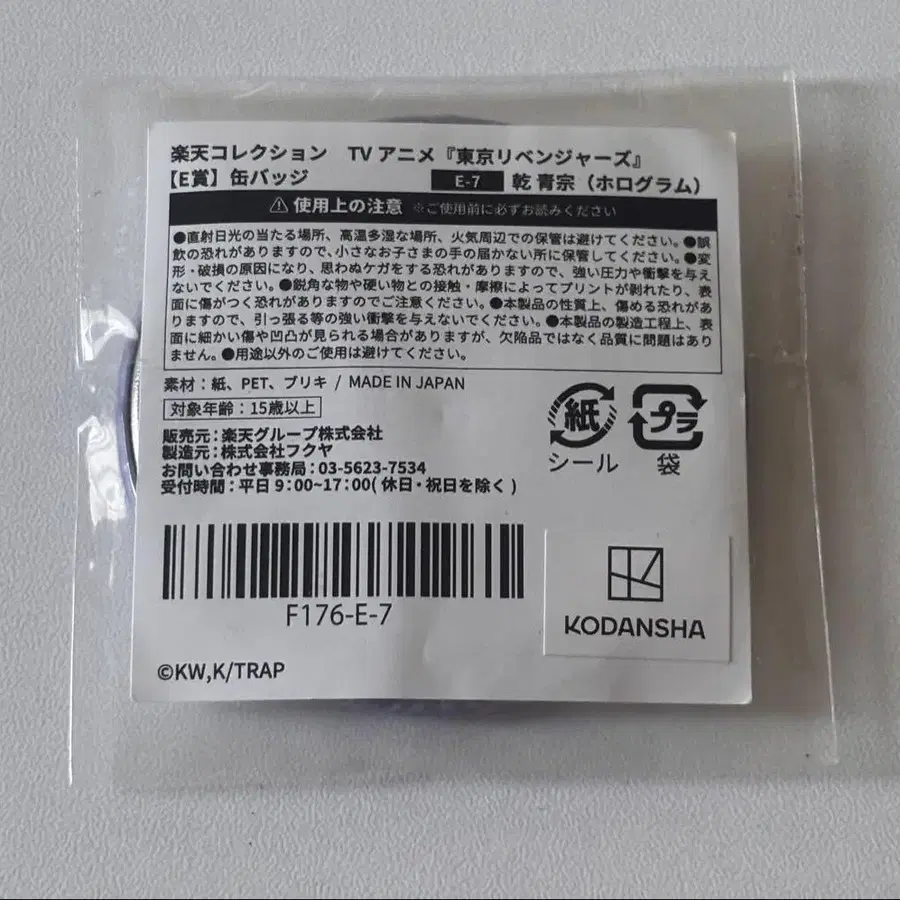 楽天コレクション TVアニメ『東京リベンジャーズ』
【E賞】缶バッジ E-7 乾 青宗（ホログラム）
⚠ 使用上の注意 ※ご使用前に必ずお読みください
●直射日光の当たる場所、高温多湿な場所、火気周辺での保管は避けてください。●誤
飲の恐れがありますので、小さなお子さまの手の届かない所に保管してください。●変
形・破損の原因になり、思わぬケガをする恐れがありますので、強い圧力や衝撃を与え
ないでください。●鋭角な物や硬い物との接触・摩擦によってプリントが剥れたり、表
面に傷がつく恐れがありますのでご注意ください。●本製品の性質上、傷める恐れがあ
りますので、引っ張る等の強い衝撃を与えないでください。●本製品の製造工程上、表
面に細かい傷や凹凸が見られる場合がありますが、欠陥品ではなく品質に問題はあり
ません。●用途以外のご使用は避けてください。
素材：紙、PET、ブリキ / MADE IN JAPAN
対象年齢：15歳以上
販売元：楽天グループ株式会社
製造元：株式会社フクヤ
お問い合わせ事務局：03-5623-7534
受付時間：平日 9：00~17：00( 休日・祝日を除く )
紙
シール
プラ
袋
F176-E-7
KODANSHA
©KW,K/TRAP